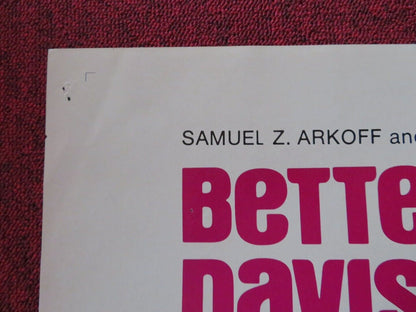 SAMUEL Z. ARKOFF and
BeTTe
DAVIS